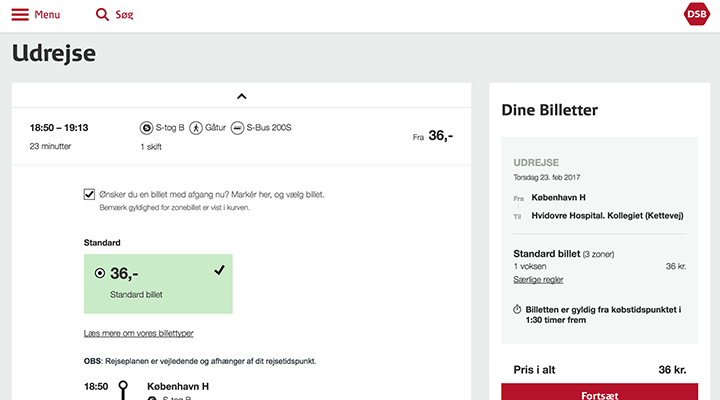 Menu
Søg
DSB
Udrejse
18:50 – 19:13
S-tog B
Gåtur
S-Bus 200S
Fra 36,-
23 minutter
1 skift
Ønsker du en billet med afgang nu? Markér her, og vælg billet.
Bemærk gyldighed for zonebillet er vist i kurven.
Standard
36,-
Standard billet
Læs mere om vores billettyper
OBS: Rejseplanen er vejledende og afhænger af dit rejsetidspunkt.
18:50
København H
S-tog B
Dine Billetter
UDREJSE
Torsdag 23. feb 2017
Fra København H
Til Hvidovre Hospital. Kollegiet (Kettevej)
Standard billet (3 zoner)
1 voksen 36 kr.
Særlige regler
Billetten er gyldig fra købstidspunktet i
1:30 timer frem
Pris i alt 36 kr.
Fortsæt